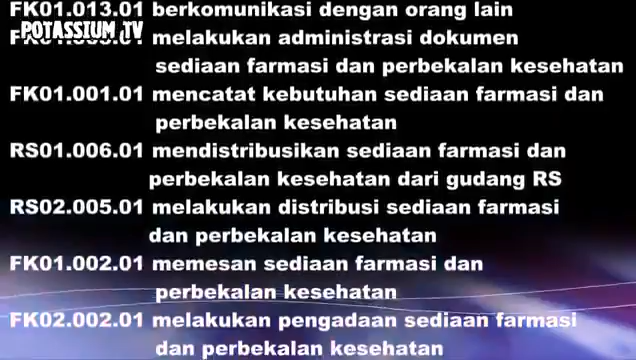 FK01.013.01 berkomunikasi dengan orang lain
POTASSIUM TV
melakukan administrasi dokumen
sediaan farmasi dan perbekalan kesehatan
FK01.001.01 mencatat kebutuhan sediaan farmasi dan
perbekalan kesehatan
RS01.006.01 mendistribusikan sediaan farmasi dan
perbekalan kesehatan dari gudang RS
RS02.005.01 melakukan distribusi sediaan farmasi
dan perbekalan kesehatan
FK01.002.01 memesan sediaan farmasi dan
perbekalan kesehatan
FK02.002.01 melakukan pengadaan sediaan farmasi
dan perbekalan kesehatan